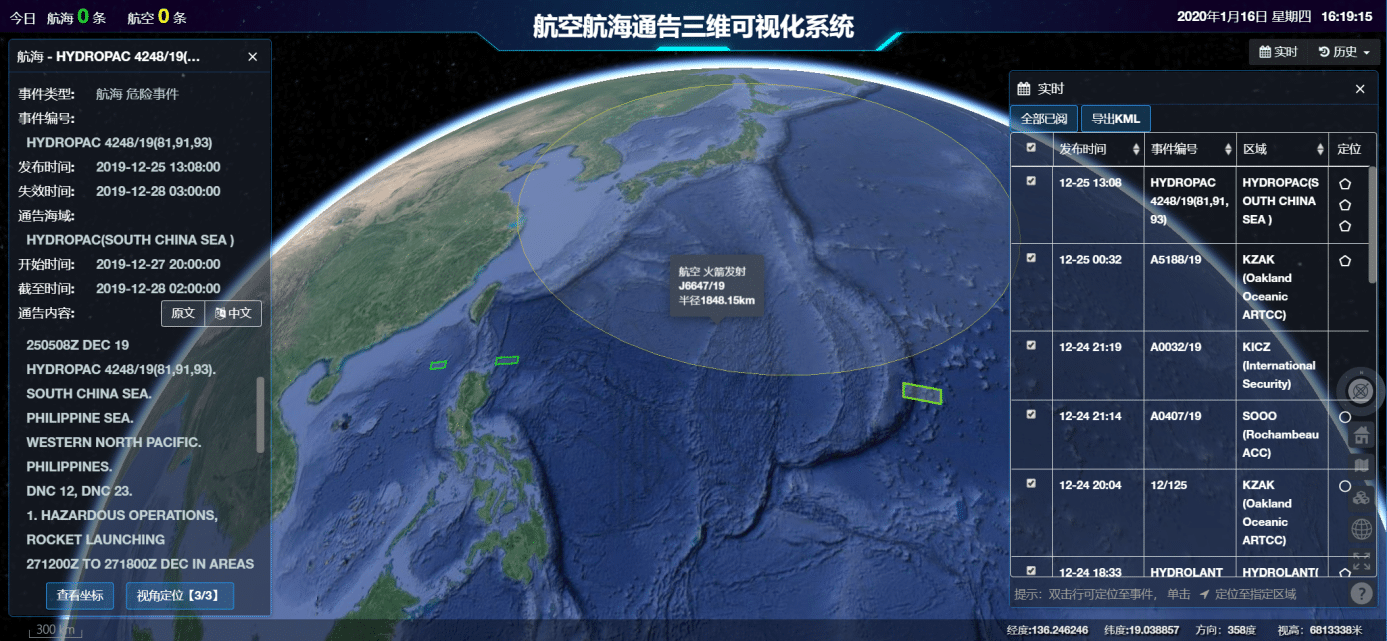 今日 航海 0 条 航空 0 条
航空航海通告三维可视化系统
2020年1月16日 星期四 16:19:15
实时 历史
航海 - HYDROPAC 4248/19(...
事件类型: 航海 危险事件
事件编号:
HYDROPAC 4248/19(81,91,93)
发布时间: 2019-12-25 13:08:00
失效时间: 2019-12-28 03:00:00
通告海域:
HYDROPAC(SOUTH CHINA SEA )
开始时间: 2019-12-27 20:00:00
截至时间: 2019-12-28 02:00:00
通告内容: 原文 中文
250508Z DEC 19
HYDROPAC 4248/19(81,91,93).
SOUTH CHINA SEA.
PHILIPPINE SEA.
WESTERN NORTH PACIFIC.
PHILIPPINES.
DNC 12, DNC 23.
1. HAZARDOUS OPERATIONS,
ROCKET LAUNCHING
271200Z TO 271800Z DEC IN AREAS
查看坐标 视角定位【3/3】
300 km
航空 火箭发射
J6647/19
半径1848.15km
实时
全部已阅 导出KML
发布时间 事件编号 区域 定位
12-25 13:08 HYDROPAC HYDROPAC(S
4248/19(81,91, OUTH CHINA
93) SEA )
12-25 00:32 A5188/19 KZAK
(Oakland
Oceanic
ARTCC)
12-24 21:19 A0032/19 KICZ
(International
Security)
12-24 21:14 A0407/19 SOOO
(Rochambeau
ACC)
12-24 20:04 12/125 KZAK
(Oakland
Oceanic
ARTCC)
12-24 18:33 HYDROLANT HYDROLANT(
提示: 双击行可定位至事件, 单击 定位至指定区域
?
经度:136.246246 纬度:19.038857 方向: 358度 视高: 6813338米